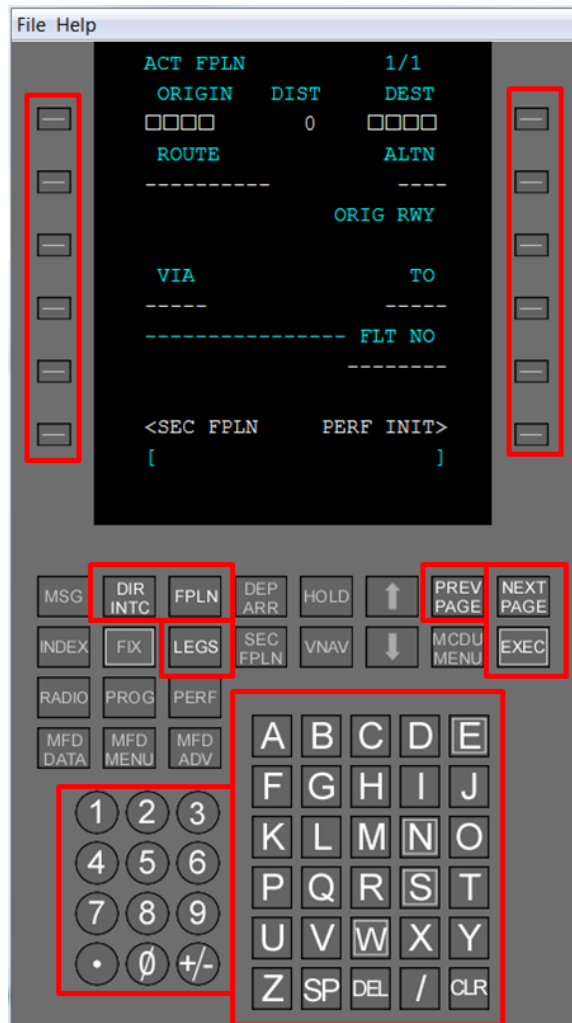 File Help
ACT FPLN 1/1
ORIGIN DIST DEST
□□□□ 0 □□□□
ROUTE ALTN
---------- ----
ORIG RWY
VIA TO
----- -----
---------------- FLT NO
--------
<SEC FPLN PERF INIT>
[ ]
MSG DIR INTC FPLN DEP ARR HOLD ↑ PREV PAGE NEXT PAGE
INDEX FIX LEGS SEC FPLN VNAV ↓ MCDU MENU EXEC
RADIO PROG PERF
MFD DATA MFD MENU MFD ADV
A B C D E
F G H I J
K L M N O
P Q R S T
U V W X Y
Z SP DEL / CLR
1 2 3
4 5 6
7 8 9
• Ø +/-